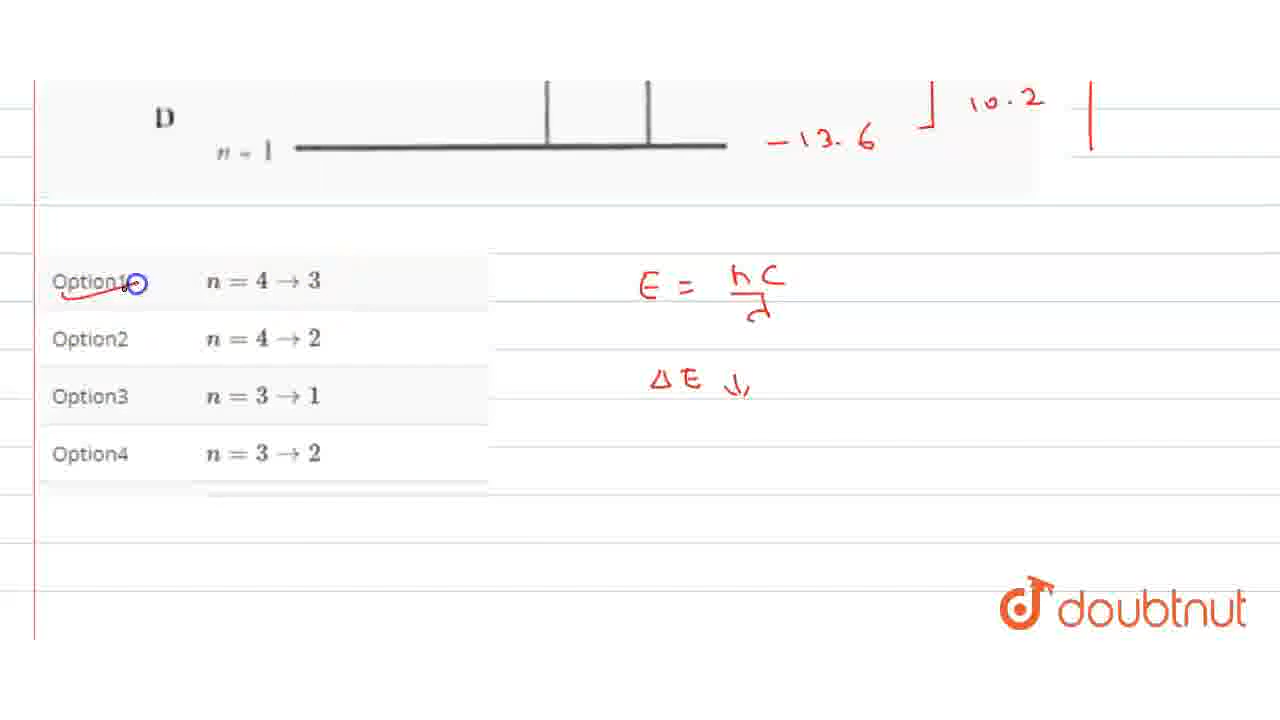 D
10.2
n - 1
-13.6
Option1 n = 4 → 3
Option2 n = 4 → 2
Option3 n = 3 → 1
Option4 n = 3 → 2
E = hC/λ
ΔE ↓
doubtnut